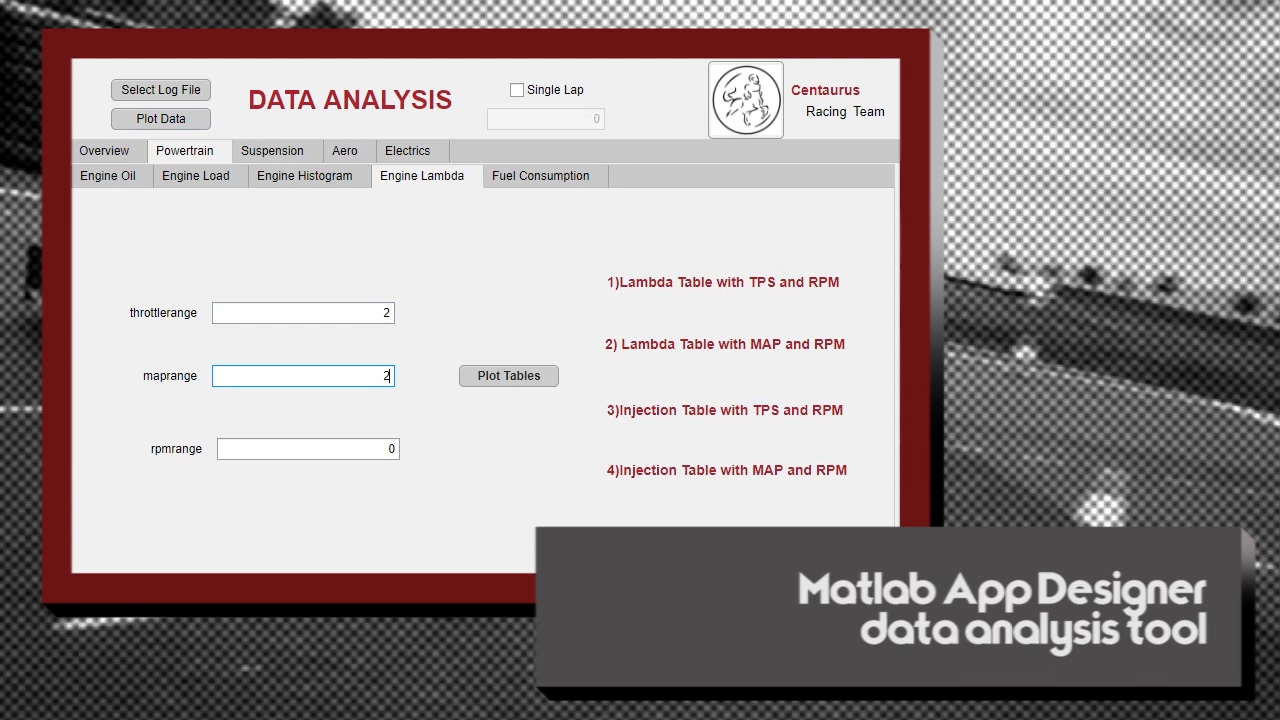 Select Log File
Plot Data
DATA ANALYSIS
Single Lap
0
Centaurus
Racing Team
Overview
Powertrain
Suspension
Aero
Electrics
Engine Oil
Engine Load
Engine Histogram
Engine Lambda
Fuel Consumption
throttlerange
2
maprange
2
rpmrange
0
Plot Tables
1)Lambda Table with TPS and RPM
2) Lambda Table with MAP and RPM
3)Injection Table with TPS and RPM
4)Injection Table with MAP and RPM
Matlab App Designer
data analysis tool